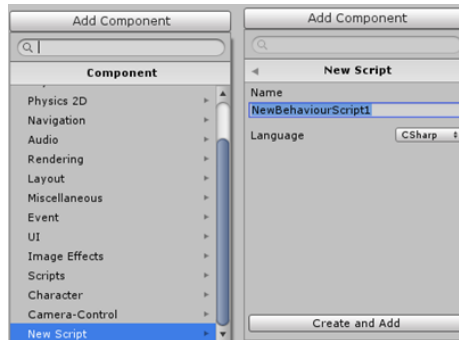 Add Component
Component
Physics 2D
Navigation
Audio
Rendering
Layout
Miscellaneous
Event
UI
Image Effects
Scripts
Character
Camera-Control
New Script
Add Component
New Script
Name
NewBehaviourScript1
Language CSharp
Create and Add